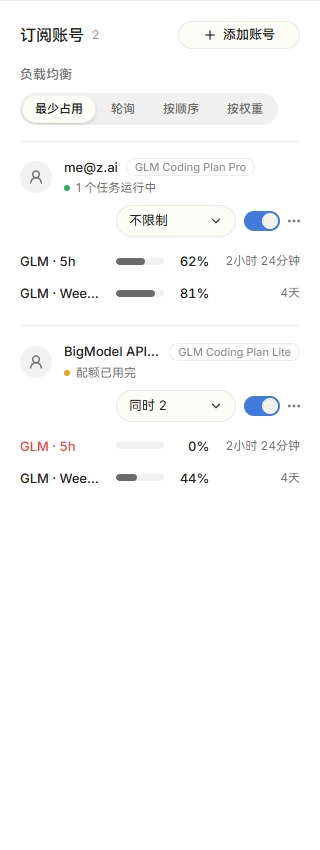 订阅账号 2
添加账号
负载均衡
最少占用 轮询 按顺序 按权重
me@z.ai GLM Coding Plan Pro
1 个任务运行中
不限制
GLM · 5h 62% 2小时 24分钟
GLM · Wee... 81% 4天
BigModel API... GLM Coding Plan Lite
配额已用完
同时 2
GLM · 5h 0% 2小时 24分钟
GLM · Wee... 44% 4天